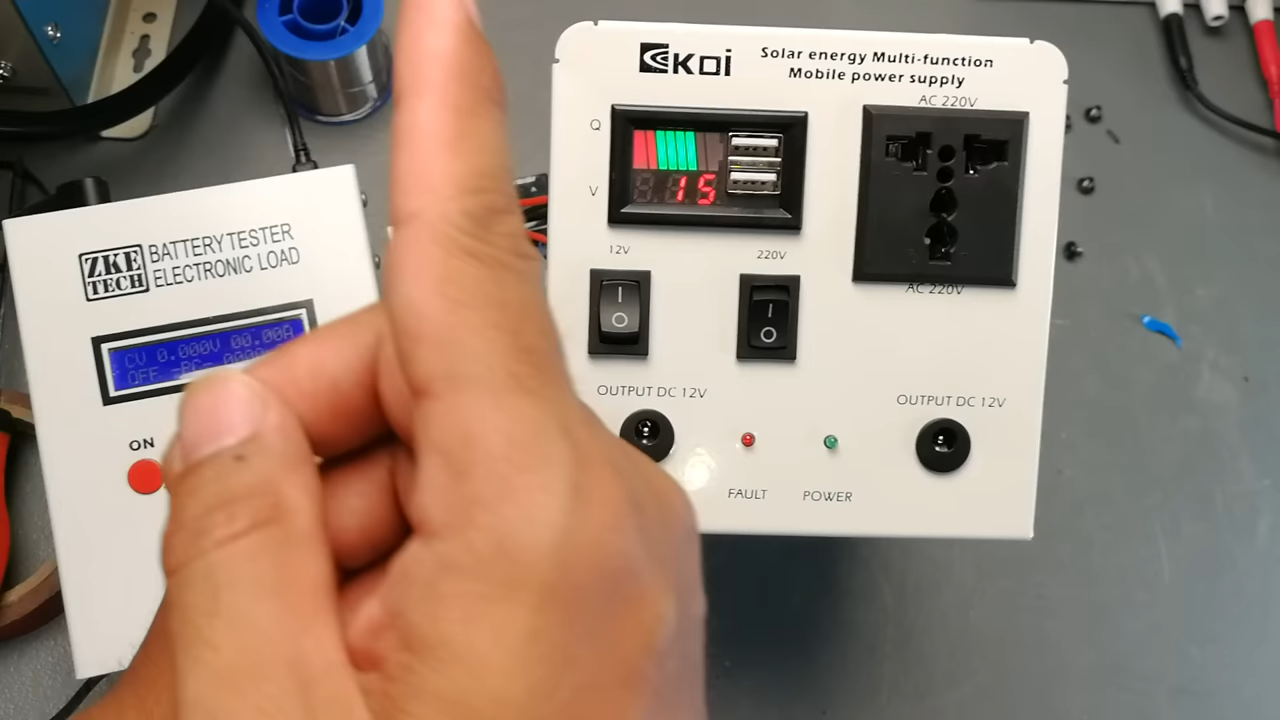 Koi
Solar energy Multi-function
Mobile power supply
AC 220V
Q
V
15
12V
220V
AC 220V
I
O
I
O
OUTPUT DC 12V
OUTPUT DC 12V
FAULT
POWER
ZKE
TECH
BATTERY TESTER
ELECTRONIC LOAD
CV 0.000V 00.00A
OFF
ON